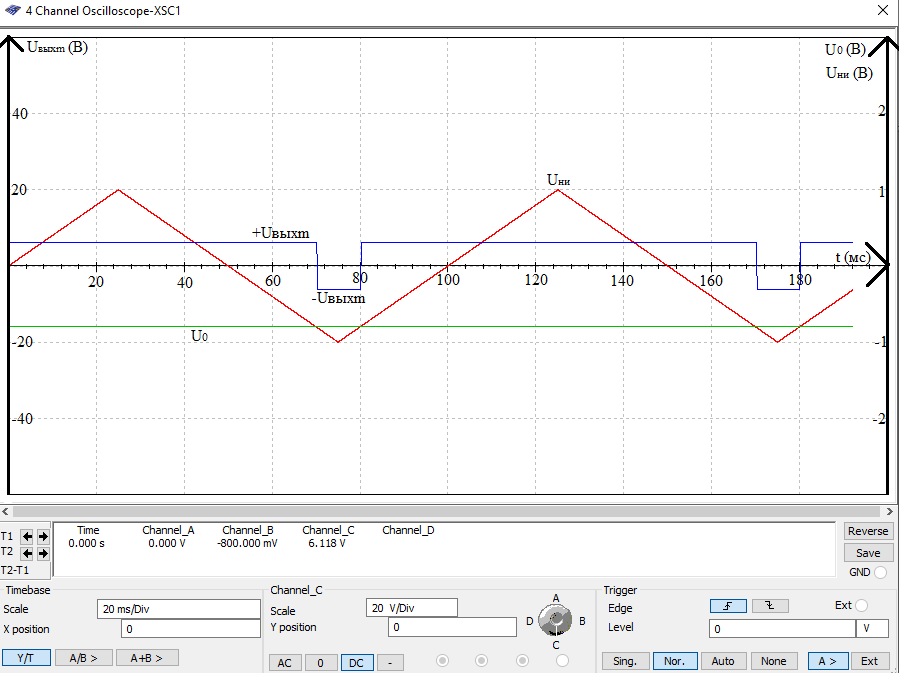 4 Channel Oscilloscope-XSC1
Uвыхm (В)
U0 (В)
Uни (В)
40
2
20
1
Uни
+Uвыхm
t (мс)
20
40
60
80
100
120
140
160
180
-Uвыхm
U0
-20
-1
-40
-2
T1
T2
T2-T1
Time Channel_A Channel_B Channel_C Channel_D
0.000 s 0.000 V -800.000 mV 6.118 V
Reverse
Save
GND
Timebase
Scale 20 ms/Div
X position 0
Y/T A/B > A+B >
Channel_C
Scale 20 V/Div
Y position 0
AC 0 DC -
A
D B
C
Trigger
Edge Ext
Level 0 V
Sing. Nor. Auto None A > Ext